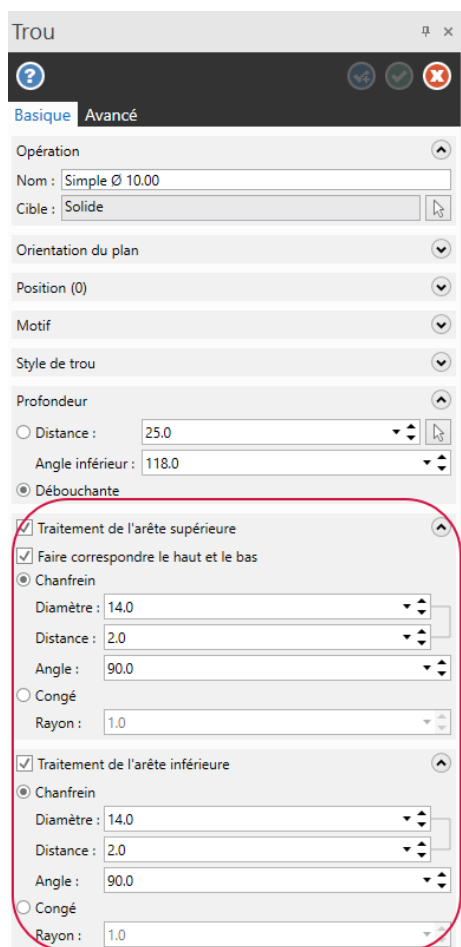 Trou
Basique Avancé
Opération
Nom : Simple Ø 10.00
Cible : Solide
Orientation du plan
Position (0)
Motif
Style de trou
Profondeur
Distance : 25.0
Angle inférieur : 118.0
Débouchante
Traitement de l'arête supérieure
Faire correspondre le haut et le bas
Chanfrein
Diamètre : 14.0
Distance : 2.0
Angle : 90.0
Congé
Rayon : 1.0
Traitement de l'arête inférieure
Chanfrein
Diamètre : 14.0
Distance : 2.0
Angle : 90.0
Congé
Rayon : 1.0